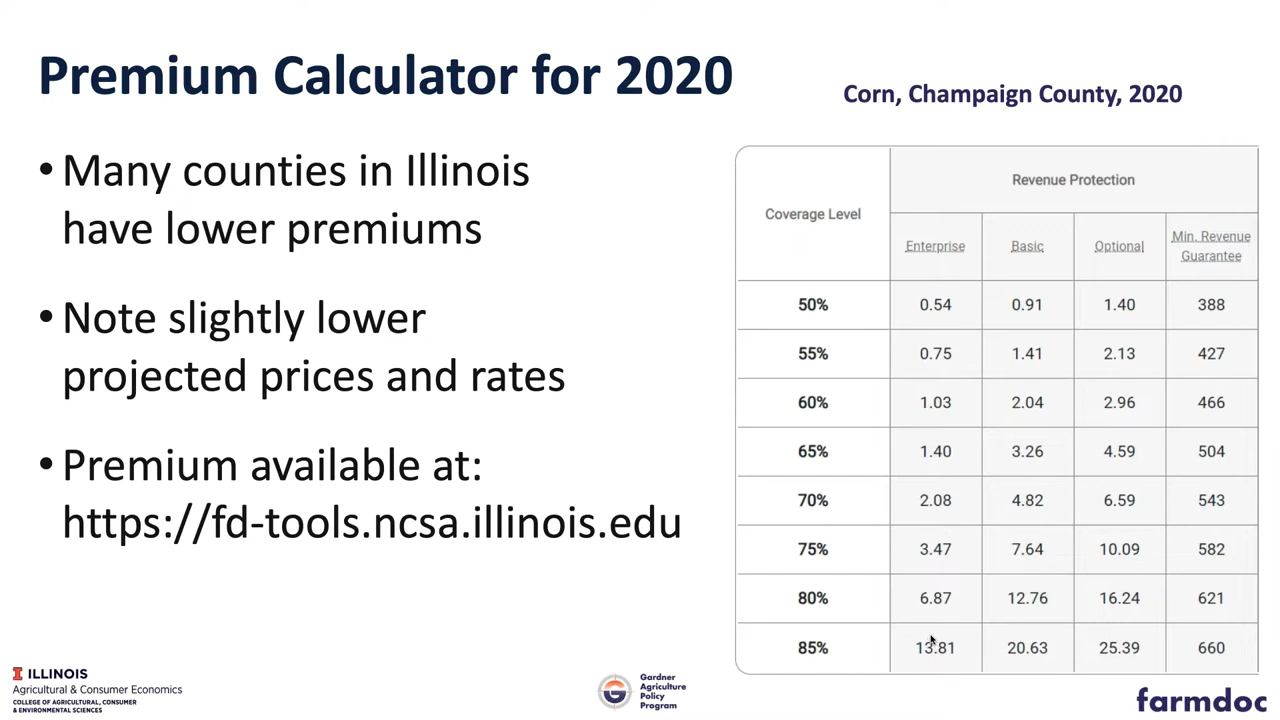 Premium Calculator for 2020
Corn, Champaign County, 2020
• Many counties in Illinois
have lower premiums
• Note slightly lower
projected prices and rates
• Premium available at:
https://fd-tools.ncsa.illinois.edu
Coverage Level
Revenue Protection
Enterprise Basic Optional Min. Revenue
Guarantee
50% 0.54 0.91 1.40 388
55% 0.75 1.41 2.13 427
60% 1.03 2.04 2.96 466
65% 1.40 3.26 4.59 504
70% 2.08 4.82 6.59 543
75% 3.47 7.64 10.09 582
80% 6.87 12.76 16.24 621
85% 13.81 20.63 25.39 660
I ILLINOIS
Agricultural & Consumer Economics
COLLEGE OF AGRICULTURAL, CONSUMER
& ENVIRONMENTAL SCIENCES
G
Gardner
Agriculture
Policy
Program
farmdoc